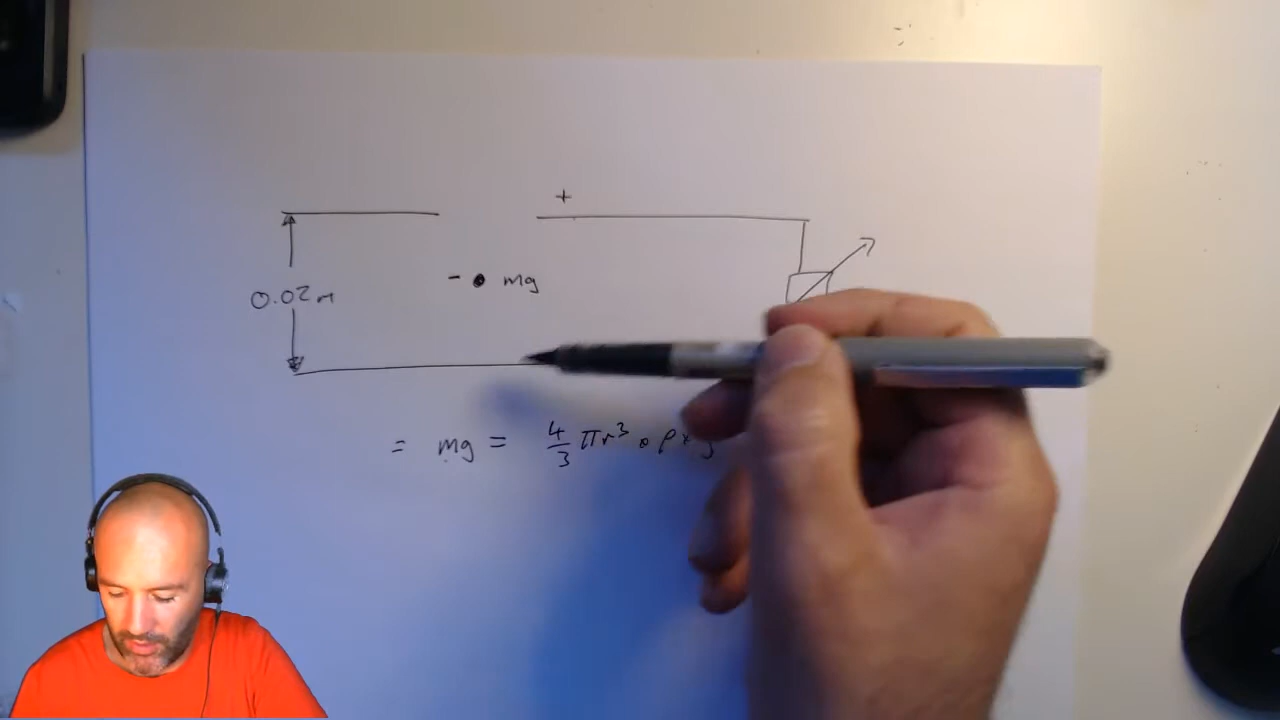 +
0.02m
- • mg
= mg = 4/3 πr³ • ρ × g